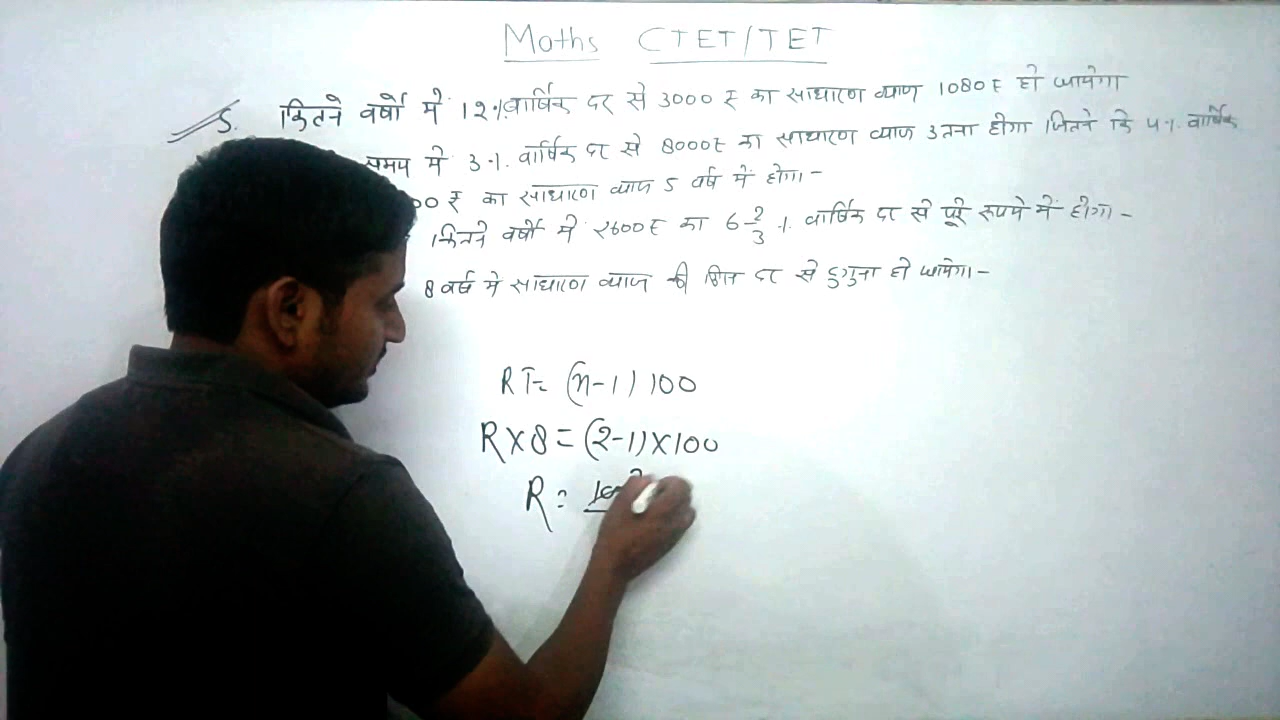 Maths CTET/TET
5. कितने वर्षो में 12% वार्षिक दर से 3000 ₹ का साधारण ब्याज 1080 ₹ हो जायेगा
समय में 3% वार्षिक दर से 8000 ₹ का साधारण ब्याज उतना होगा जितने कि 4% वार्षिक
00 ₹ का साधारण ब्याज 5 वर्ष में होगा -
कितने वर्षो में ₹600 ₹ का 6 2/3 % वार्षिक दर से पूरे रूपये में होगा -
8 वर्ष में साधारण ब्याज की किस दर से दुगुना हो जायेगा -
RT = (n-1) 100
R×8 = (2-1)×100
R =